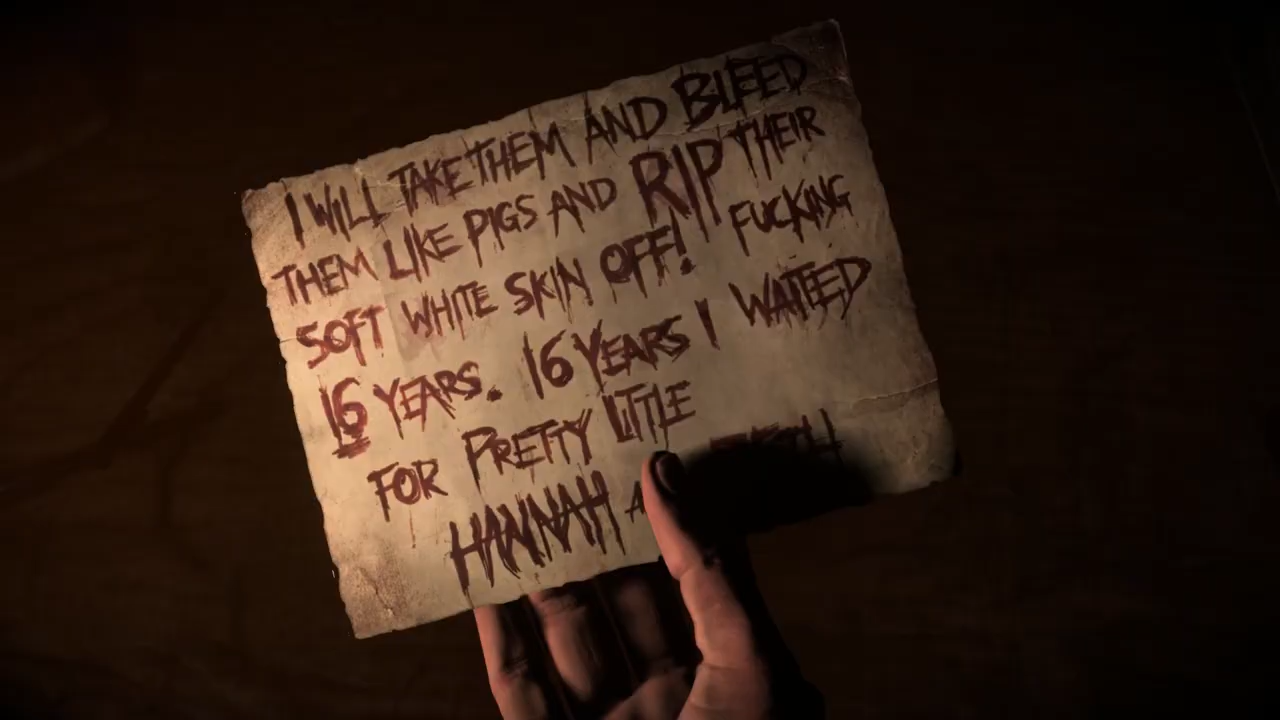 I WILL TAKE THEM AND BLEED
THEM LIKE PIGS AND RIP THEIR
SOFT WHITE SKIN OFF! FUCKING
16 YEARS. 16 YEARS I WAITED
FOR PRETTY LITTLE
HANNAH